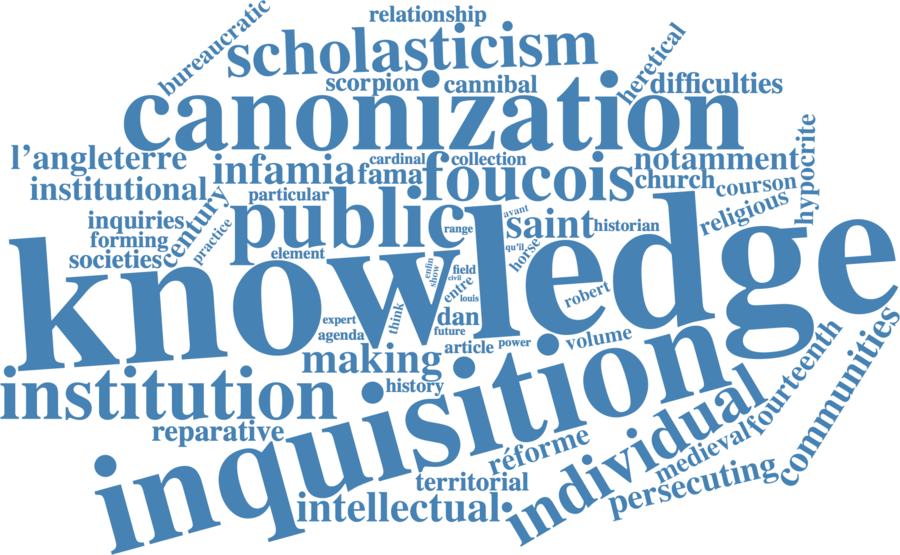 relationship
bureaucratic
scholasticism
heretical
scorpion
cannibal
difficulties
canonization
l'angleterre
infamia
cardinal
collection
notamment
hypocrite
fama
foucois
church
courson
institutional
particular
religious
century
public
avant
saint
historian
inquiries
practice
range
forming
element
qu'il
horse
societies
knowledge
enfin
show
field
civil
entre
louis
robert
expert
think
dan
agenda
future
article
power
volume
making
history
institution
inquisition
individual
fourteenth
communities
reparative
réforme
medieval
territorial
persecuting
intellectual